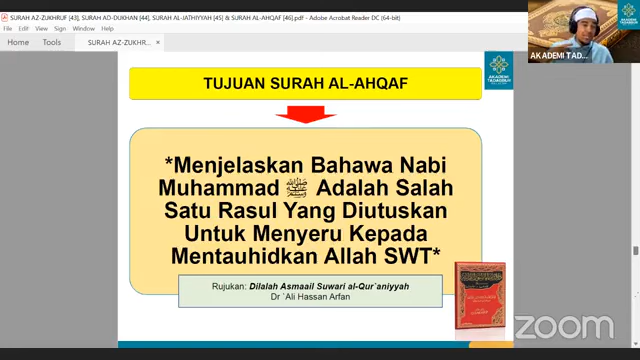 SURAH AZ-ZUKHRUF [43], SURAH AD-DUKHAN [44], SURAH AL-JATHIYYAH [45] & SURAH AL-AHQAF [46].pdf - Adobe Acrobat Reader DC (64-bit)
File Edit View Sign Window Help
Home Tools SURAH AZ-ZUKHR... ×
AKADEMI TAD...
AKADEMI
TADABBUR
TUJUAN SURAH AL-AHQAF
*Menjelaskan Bahawa Nabi
Muhammad ﷺ Adalah Salah
Satu Rasul Yang Diutuskan
Untuk Menyeru Kepada
Mentauhidkan Allah SWT*
Rujukan: Dilalah Asmaail Suwari al-Qur`aniyyah
Dr `Ali Hassan Arfan
zoom